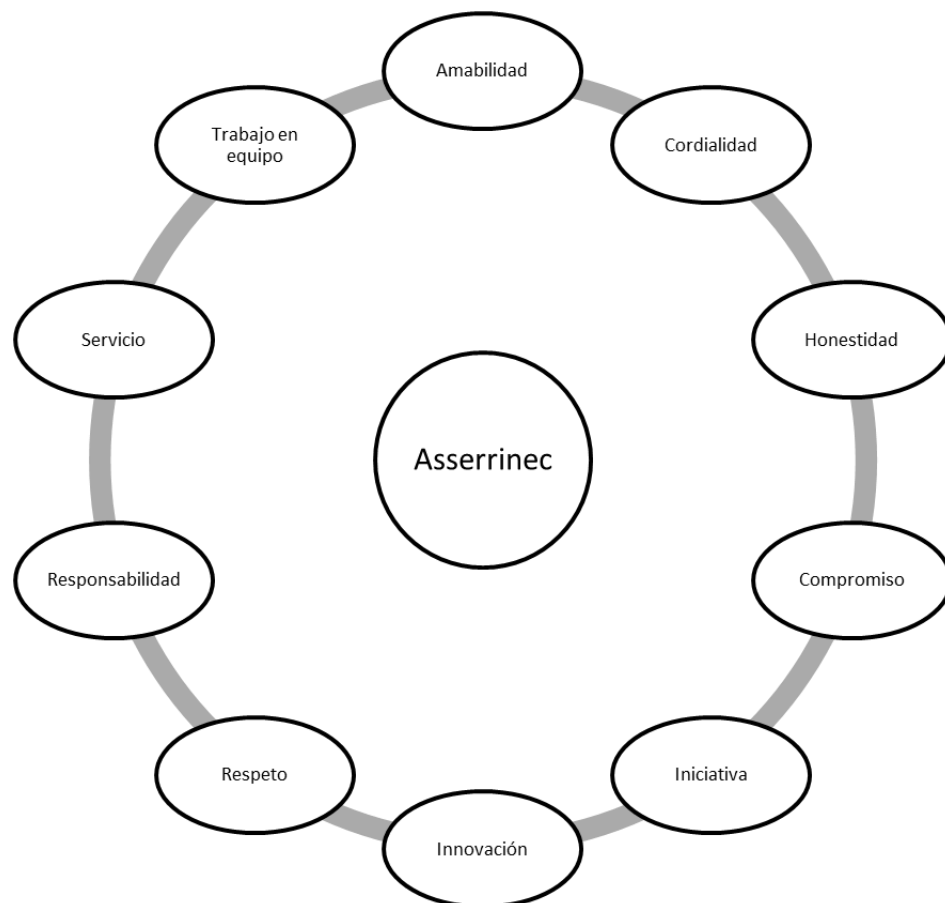 Amabilidad
Cordialidad
Honestidad
Compromiso
Iniciativa
Innovación
Respeto
Responsabilidad
Servicio
Trabajo en
equipo
Asserrinec